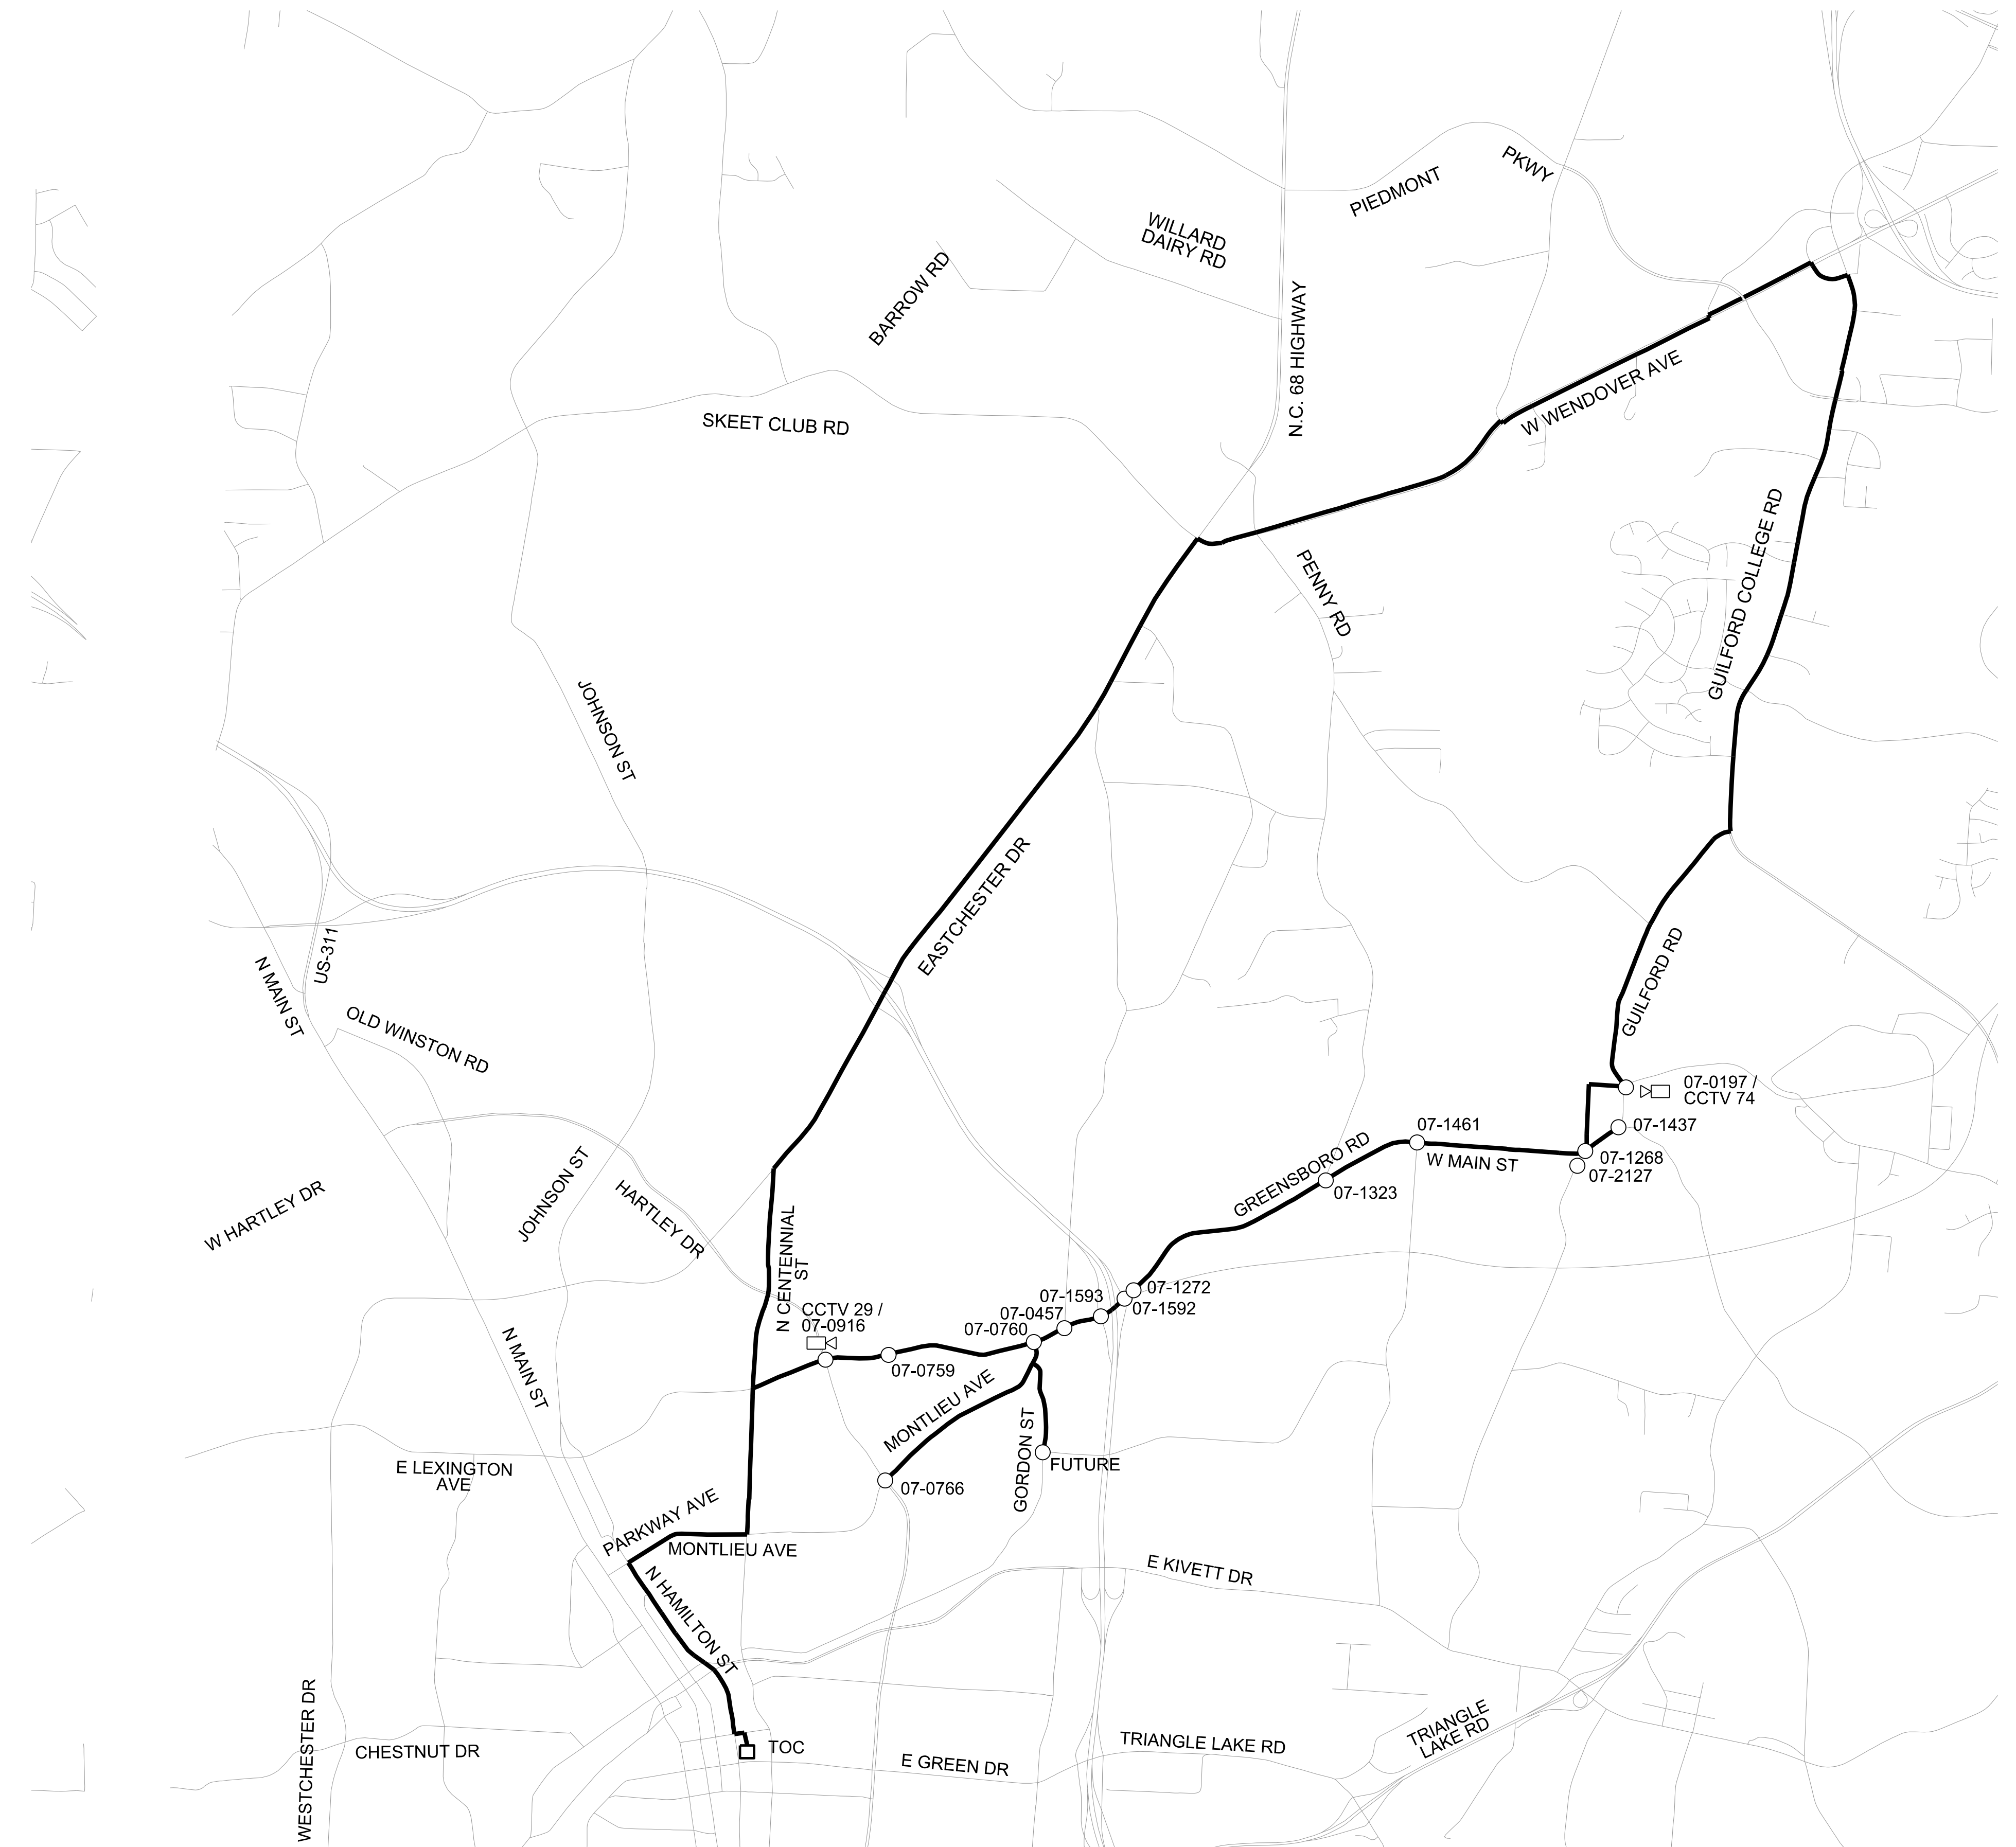 PKWY
PIEDMONT
WILLARD
DAIRY RD
BARROW RD
N.C. 68 HIGHWAY
W WENDOVER AVE
SKEET CLUB RD
GUILFORD COLLEGE RD
PENNY RD
JOHNSON ST
EASTCHESTER DR
US-311
N MAIN ST
GUILFORD RD
OLD WINSTON RD
07-0197 /
CCTV 74
07-1437
07-1461
GREENSBORO RD
W MAIN ST
07-1268
07-2127
07-1323
JOHNSON ST
HARTLEY DR
W HARTLEY DR
N CENTENNIAL
ST
07-1272
07-1593
07-1592
CCTV 29 /
07-0916
07-0457
07-0760
07-0759
N MAIN ST
MONTLIEU AVE
GORDON ST
FUTURE
E LEXINGTON
AVE
07-0766
PARKWAY AVE
MONTLIEU AVE
E KIVETT DR
N HAMILTON ST
WESTCHESTER DR
CHESTNUT DR
TOC
E GREEN DR
TRIANGLE LAKE RD
TRIANGLE
LAKE RD